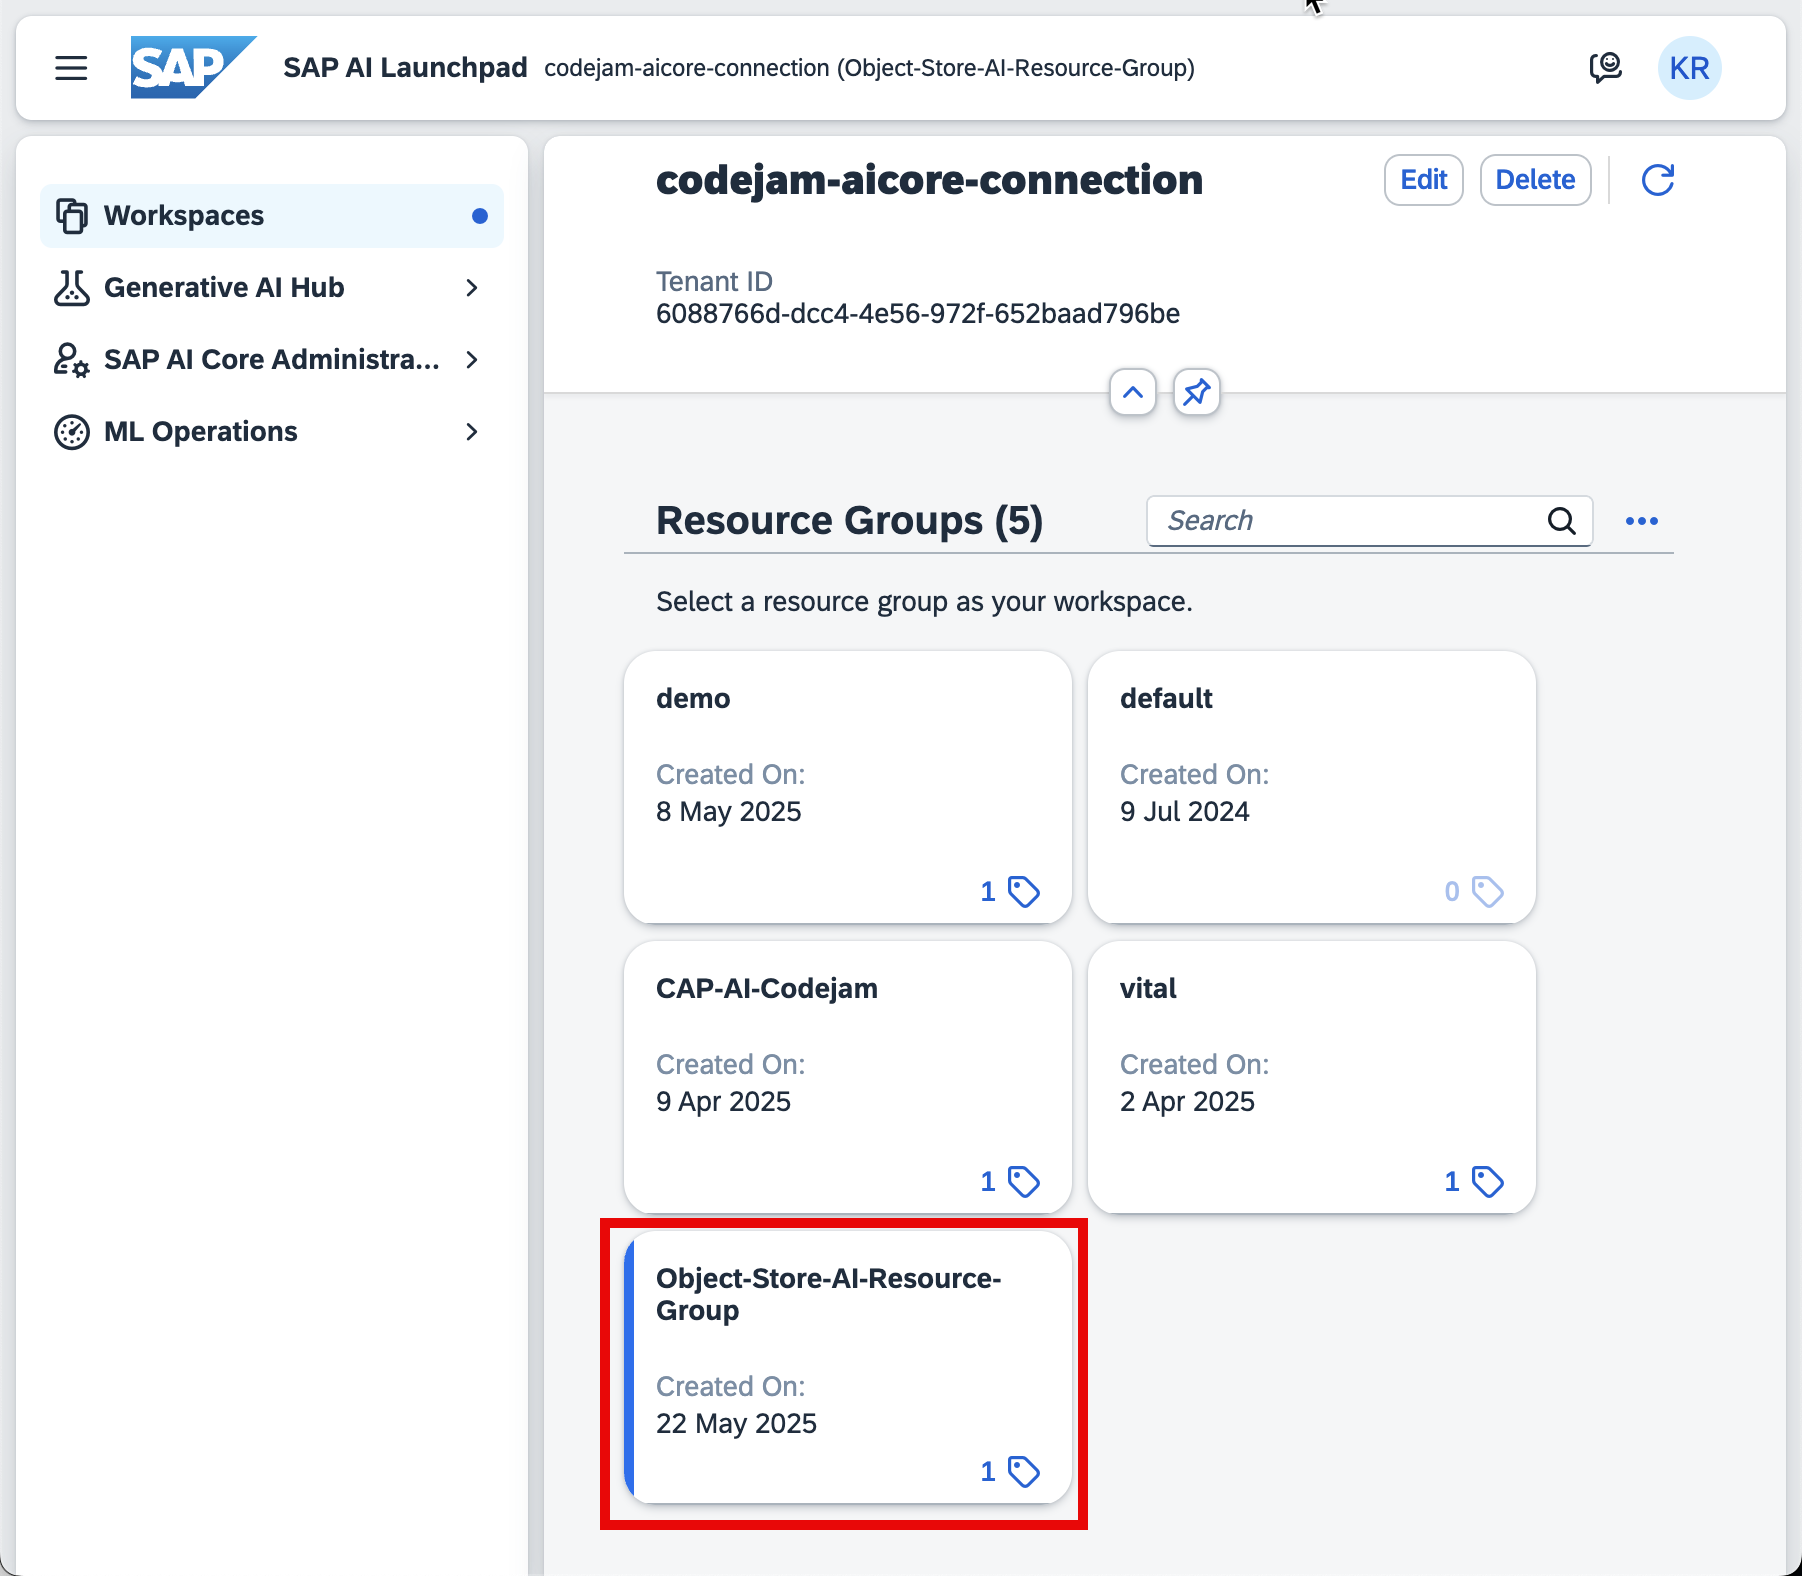 SAP SAP AI Launchpad codejam-aicore-connection (Object-Store-AI-Resource-Group) KR
Workspaces
Generative AI Hub
SAP AI Core Administra...
ML Operations
codejam-aicore-connection Edit Delete
Tenant ID
6088766d-dcc4-4e56-972f-652baad796be
Resource Groups (5) Search
Select a resource group as your workspace.
demo
Created On:
8 May 2025
1
default
Created On:
9 Jul 2024
0
CAP-AI-Codejam
Created On:
9 Apr 2025
1
vital
Created On:
2 Apr 2025
1
Object-Store-AI-Resource-
Group
Created On:
22 May 2025
1